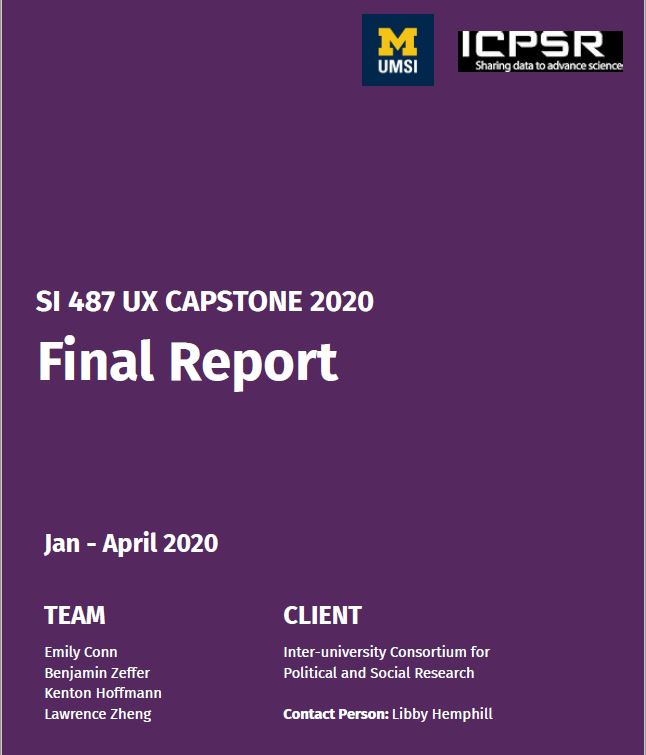 M
UMSI
ICPSR
Sharing data to advance science
SI 487 UX CAPSTONE 2020
Final Report
Jan - April 2020
TEAM
Emily Conn
Benjamin Zeffer
Kenton Hoffmann
Lawrence Zheng
CLIENT
Inter-university Consortium for
Political and Social Research
Contact Person: Libby Hemphill